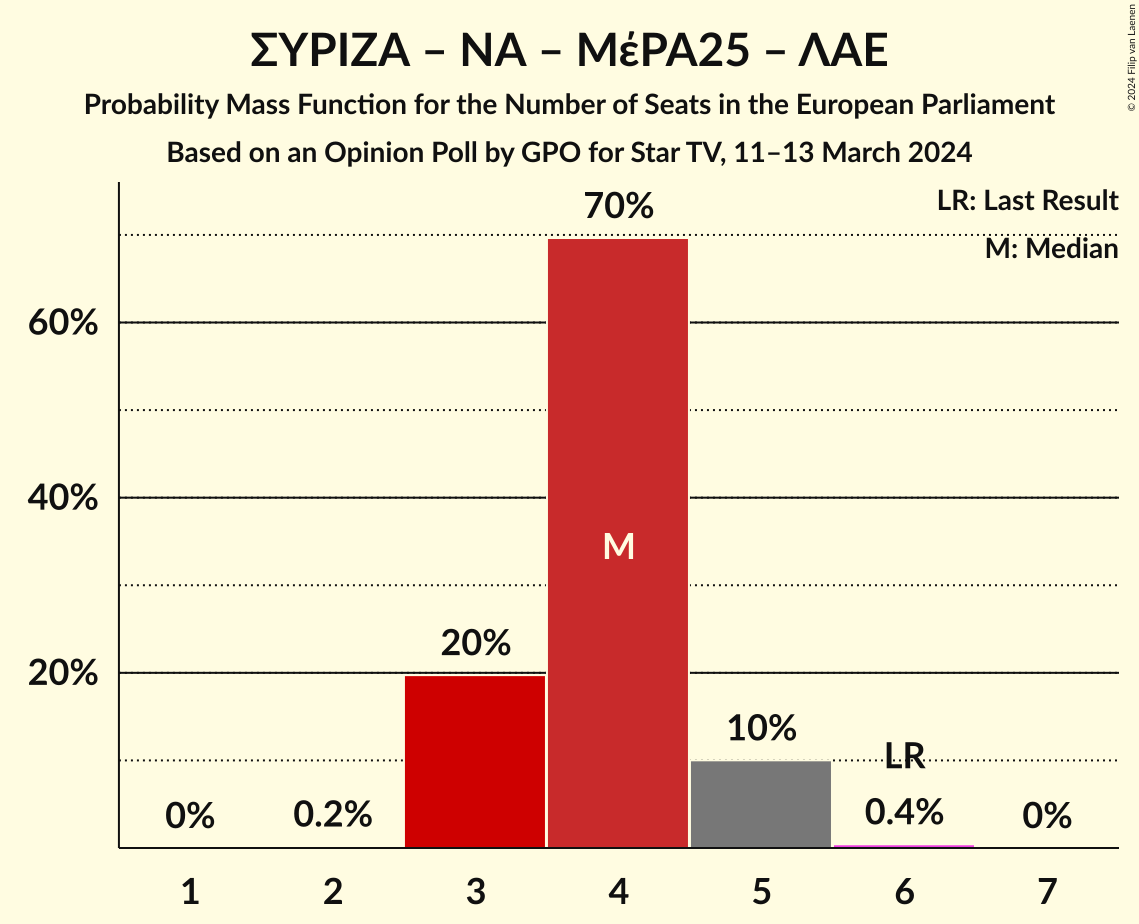 ΣΥΡΙΖΑ – ΝΑ – ΜέΡΑ25 – ΛΑΕ
Probability Mass Function for the Number of Seats in the European Parliament
Based on an Opinion Poll by GPO for Star TV, 11–13 March 2024
© 2024 Filip van Laenen
LR: Last Result
M: Median
70%
60%
40%
M
20%
20%
10%
LR
0%
0.2%
0.4%
0%
1
2
3
4
5
6
7